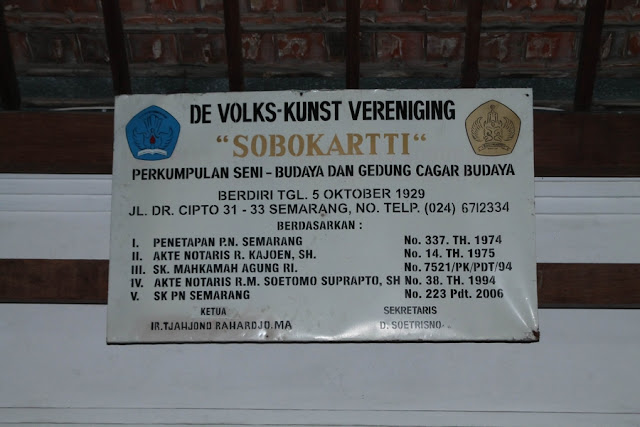 DE VOLKS-KUNST VERENIGING
"SOBOKARTTI"
PERKUMPULAN SENI - BUDAYA DAN GEDUNG CAGAR BUDAYA
BERDIRI TGL. 5 OKTOBER 1929
JL. DR. CIPTO 31 - 33 SEMARANG, NO. TELP. (024) 6712334
BERDASARKAN :
I. PENETAPAN P.N. SEMARANG No. 337. TH. 1974
II. AKTE NOTARIS R. KAJOEN, SH. No. 14. TH. 1975
III. SK. MAHKAMAH AGUNG RI. No. 7521/PK/PDT/94
IV. AKTE NOTARIS R.M. SOETOMO SUPRAPTO, SH No. 38. TH. 1994
V. SK PN SEMARANG No. 223 Pdt. 2006
KETUA SEKRETARIS
IR.TJAHJONO RAHARDJO.MA D. SOETRISNO